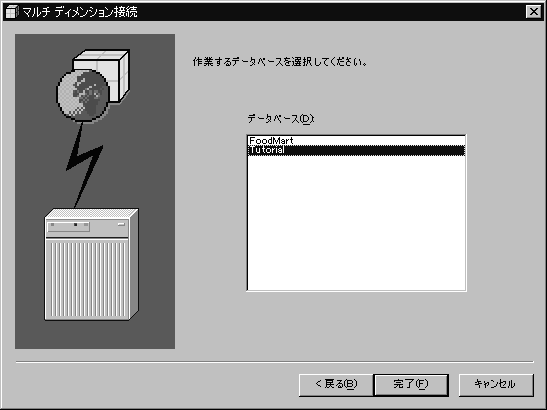 マルチ ディメンション接続
作業するデータベースを選択してください。
データベース(D):
FoodMart
Tutorial
< 戻る(B)
完了(F)
キャンセル